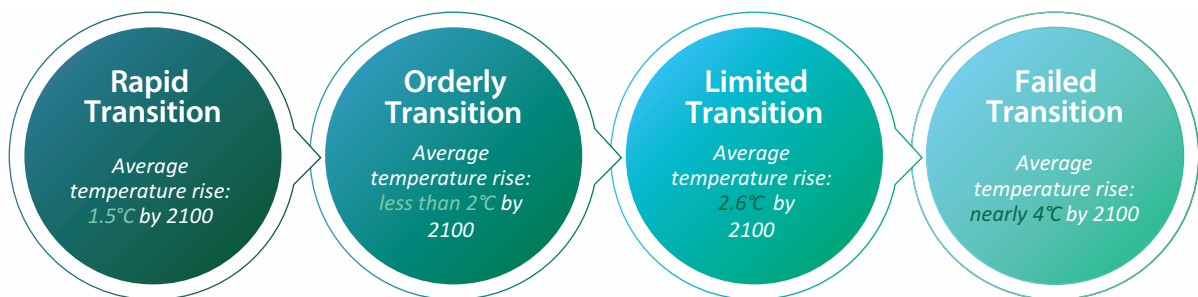 Rapid
Transition
Average
temperature rise:
1.5℃ by 2100
Orderly
Transition
Average
temperature rise:
less than 2℃ by
2100
Limited
Transition
Average
temperature rise:
2.6℃ by
2100
Failed
Transition
Average
temperature rise:
nearly 4℃ by 2100